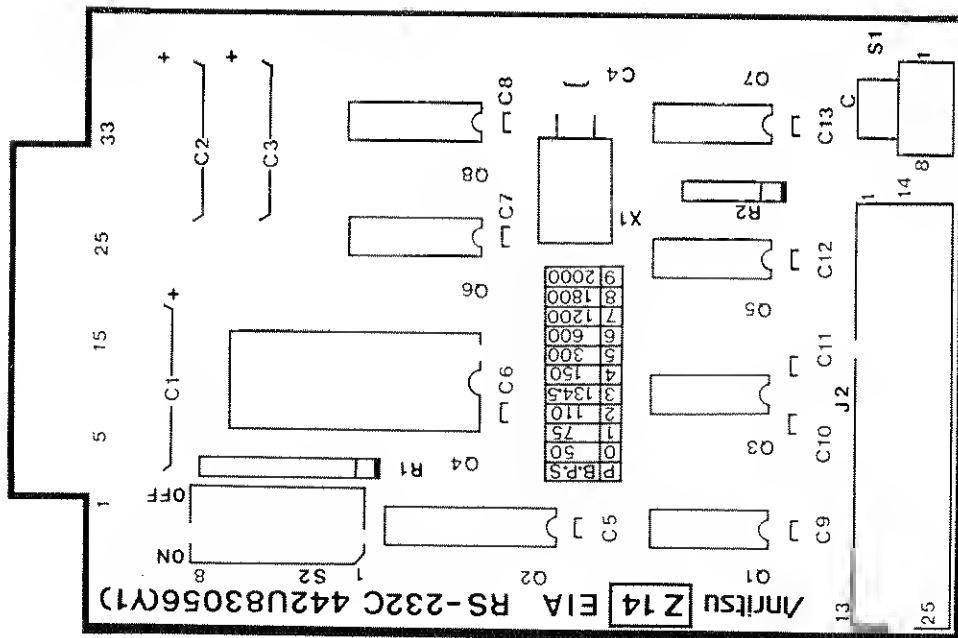 Anritsu Z14 EIA RS-232C 442U83056(Y1)
13
25
J2
1
14
8
1
C
S1
Q1
C9
Q2
C5
S2
1
8
ON
OFF
R1
Q4
C6
C1
+
1
5
15
25
33
P B.P.S
0 50
1 75
2 110
3 134.5
4 150
5 300
6 600
7 1200
8 1800
9 2000
Q3
C10
C11
Q5
C12
R2
X1
Q6
C7
Q8
C8
C4
Q7
C13
C2
+
C3
+